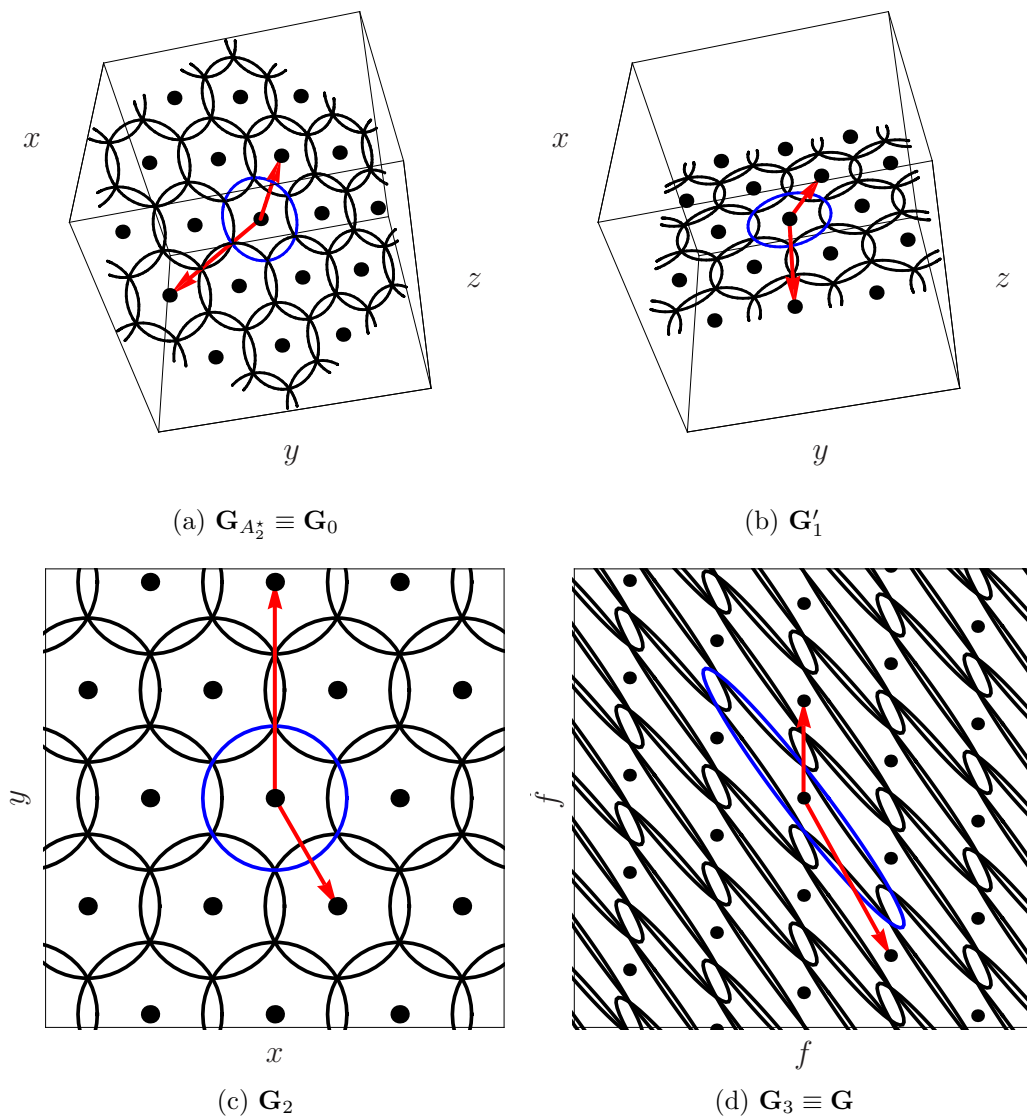 x
z
y
(a) G_{A_2^⋆} ≡ G_0
x
z
y
(b) G′_1
y
x
(c) G_2
ḟ
f
(d) G_3 ≡ G